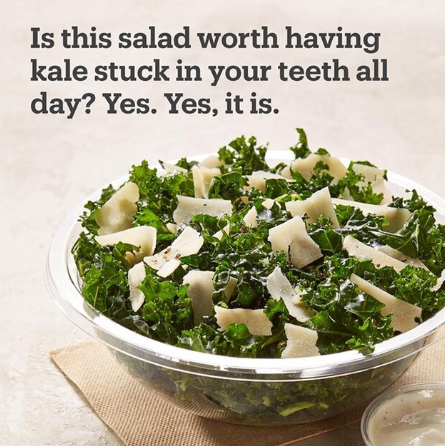 Is this salad worth having
kale stuck in your teeth all
day? Yes. Yes, it is.